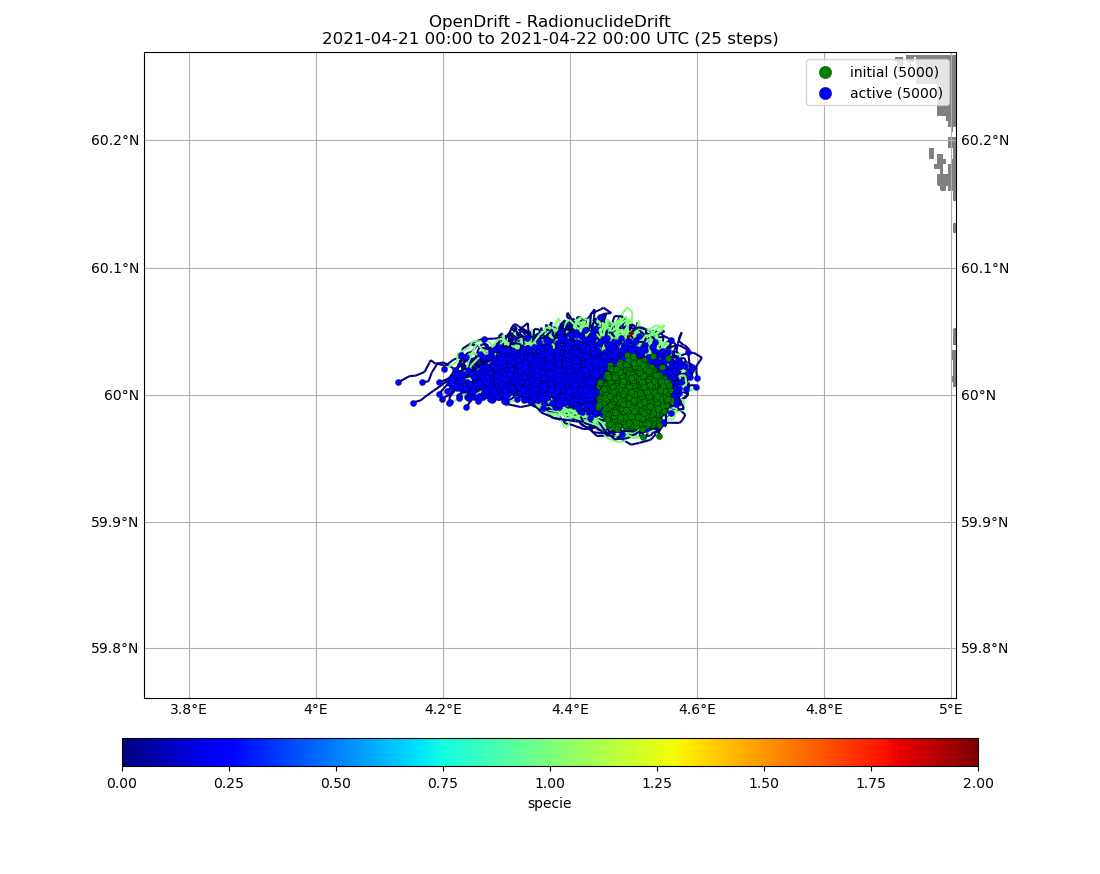 OpenDrift - RadionuclideDrift
2021-04-21 00:00 to 2021-04-22 00:00 UTC (25 steps)
initial (5000)
active (5000)
60.2°N 60.2°N
60.1°N 60.1°N
60°N 60°N
59.9°N 59.9°N
59.8°N 59.8°N
3.8°E 4°E 4.2°E 4.4°E 4.6°E 4.8°E 5°E
0.00 0.25 0.50 0.75 1.00 1.25 1.50 1.75 2.00
specie